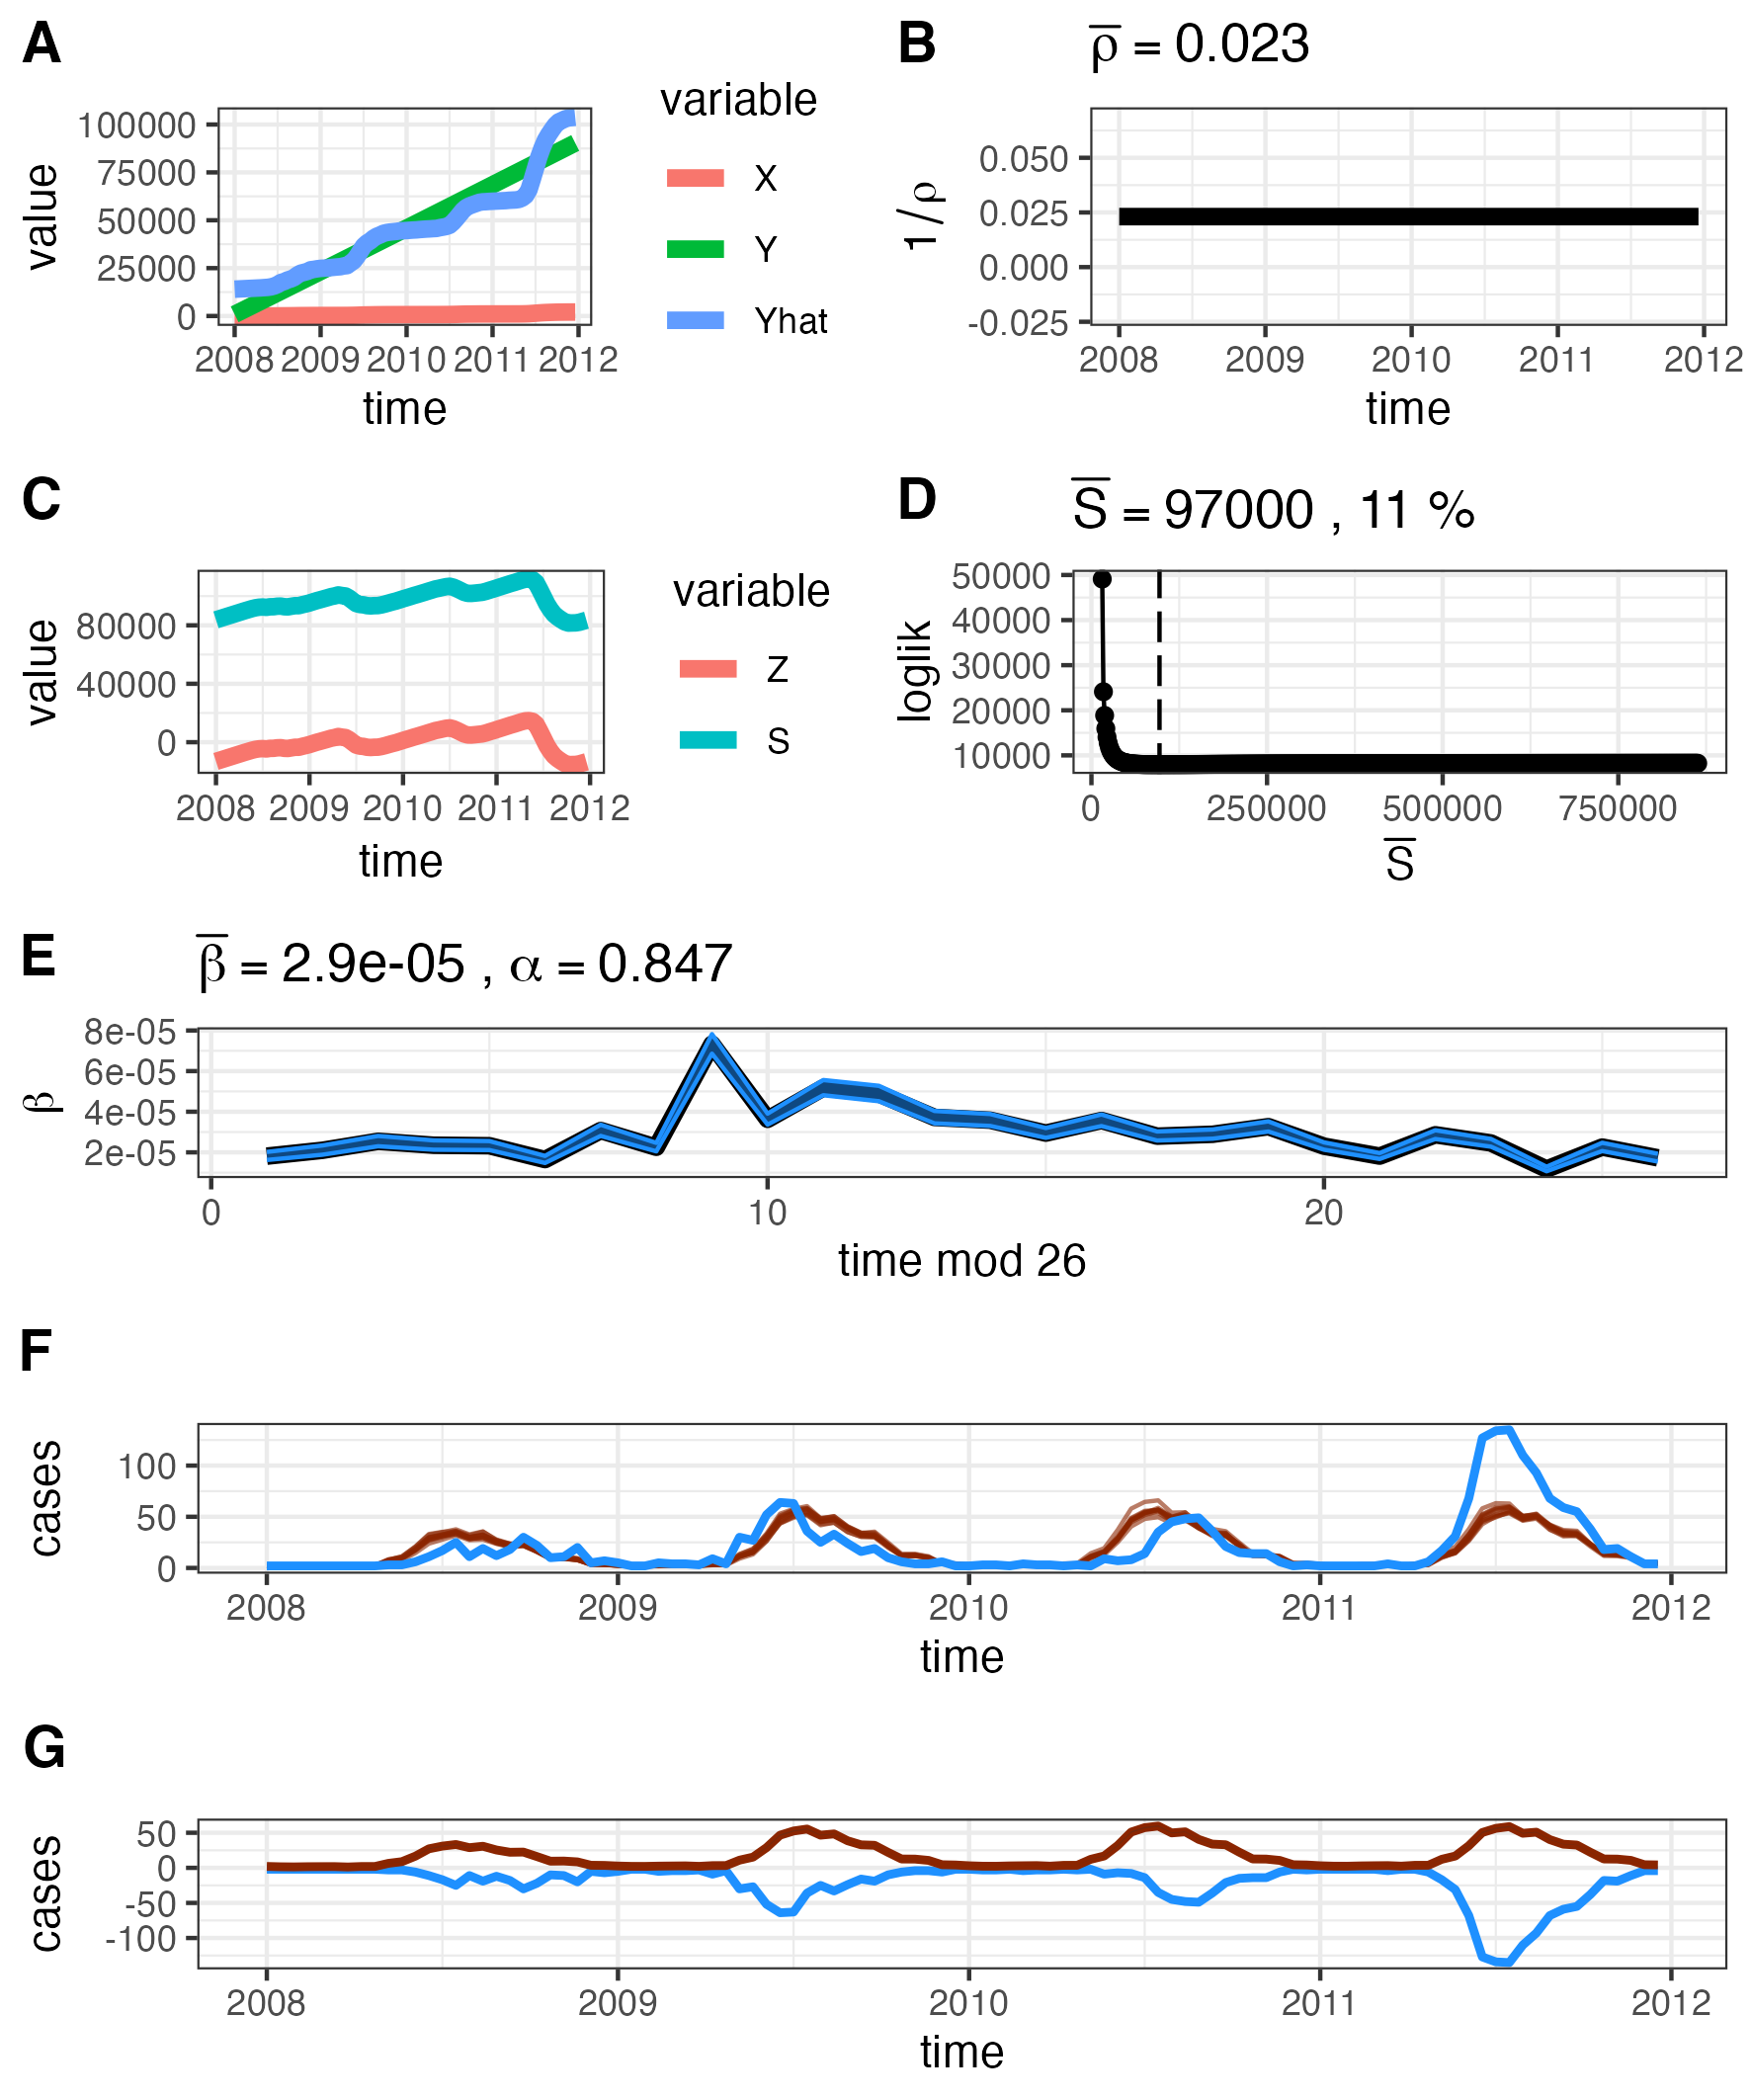 A
variable
value
100000
75000
50000
25000
0
X
Y
Yhat
2008 2009 2010 2011 2012
time
B
ρ̅ = 0.023
1/ρ
0.050
0.025
0.000
-0.025
2008 2009 2010 2011 2012
time
C
variable
value
80000
40000
0
Z
S
2008 2009 2010 2011 2012
time
D
S̅ = 97000 , 11 %
loglik
50000
40000
30000
20000
10000
0 250000 500000 750000
S̅
E
β̅ = 2.9e-05 , α = 0.847
β
8e-05
6e-05
4e-05
2e-05
0 10 20
time mod 26
F
cases
100
50
0
2008 2009 2010 2011 2012
time
G
cases
50
0
-50
-100
2008 2009 2010 2011 2012
time